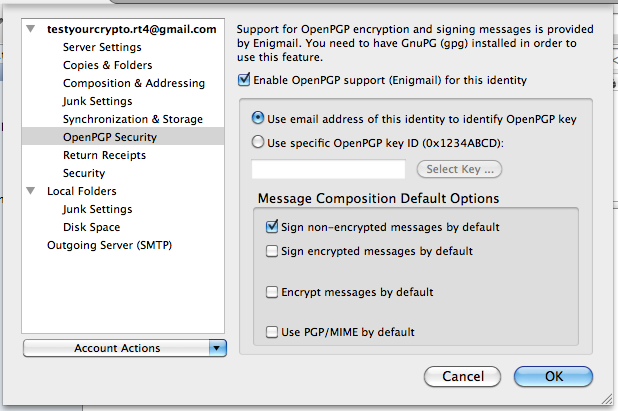 testyourcrypto.rt4@gmail.com
Server Settings
Copies & Folders
Composition & Addressing
Junk Settings
Synchronization & Storage
OpenPGP Security
Return Receipts
Security
Local Folders
Junk Settings
Disk Space
Outgoing Server (SMTP)
Account Actions
Support for OpenPGP encryption and signing messages is provided
by Enigmail. You need to have GnuPG (gpg) installed in order to
use this feature.
Enable OpenPGP support (Enigmail) for this identity
Use email address of this identity to identify OpenPGP key
Use specific OpenPGP key ID (0x1234ABCD):
Select Key ...
Message Composition Default Options
Sign non-encrypted messages by default
Sign encrypted messages by default
Encrypt messages by default
Use PGP/MIME by default
Cancel
OK